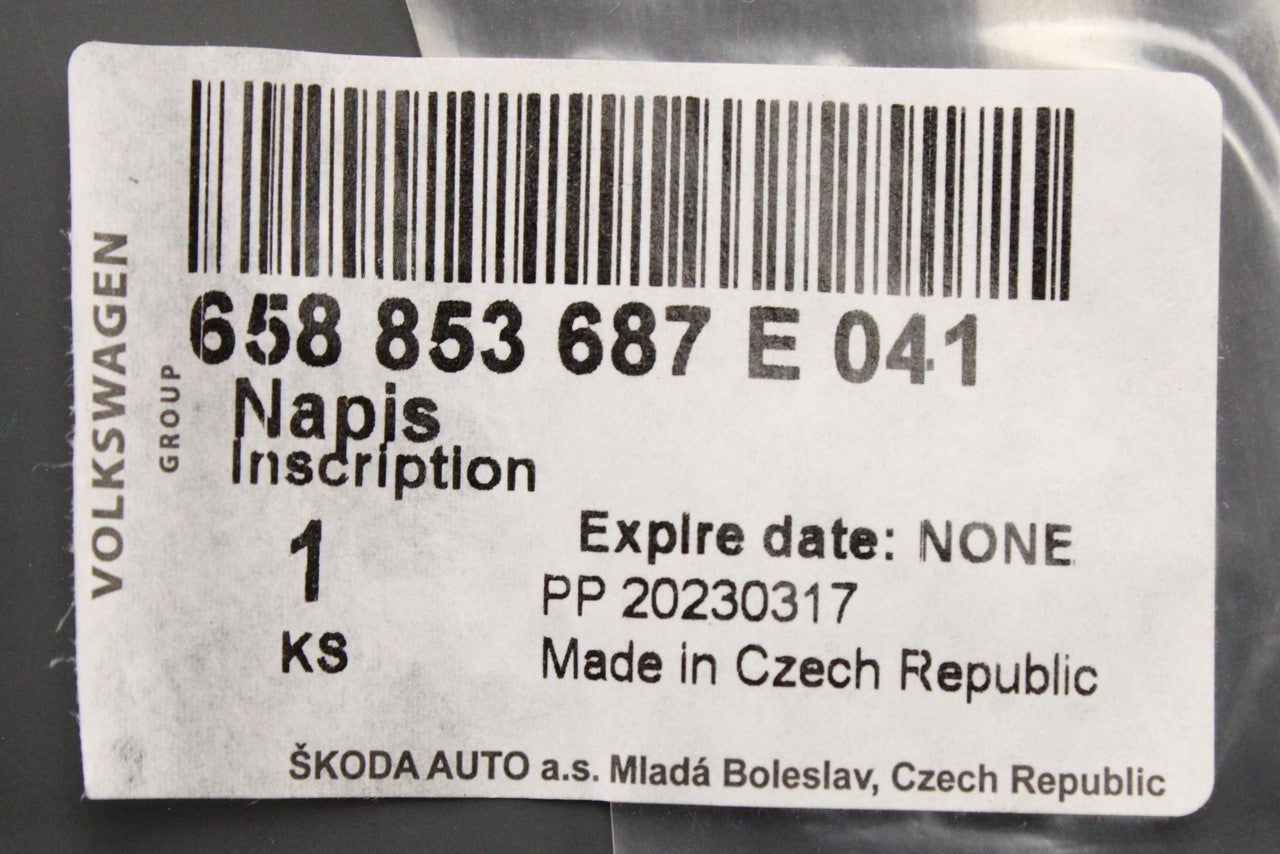 VOLKSWAGEN
GROUP
658 853 687 E 041
Napis
Inscription
1
KS
Expire date: NONE
PP 20230317
Made in Czech Republic
ŠKODA AUTO a.s. Mladá Boleslav, Czech Republic